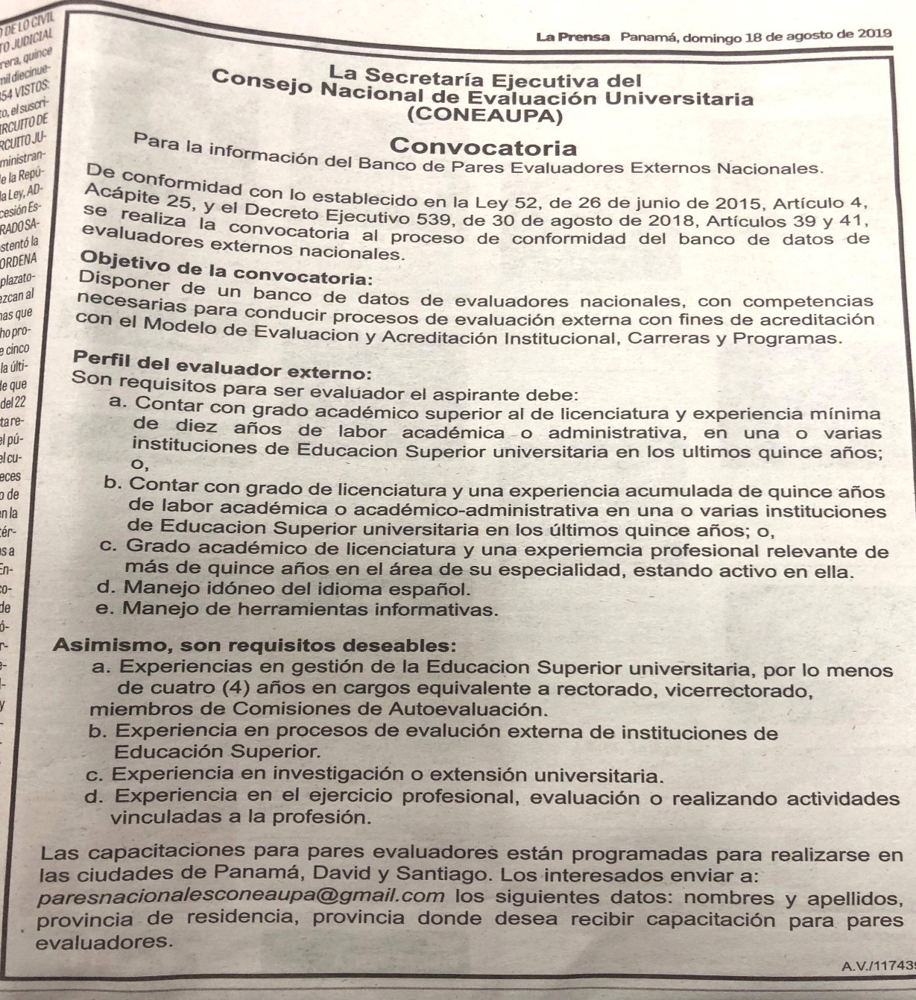 DE LO CIVIL
TO JUDICIAL
rera, quince
mil diecinue-
354 VISTOS:
to, el suscri-
IRCUITO DE
RCUITO JU-
ministran-
e la Repú-
la Ley, AD-
cesión Es-
RADO SA-
stentó la
ORDENA
plazato-
ezcan al
nas que
ho pro-
e cinco
la últi-
de que
del 22
ta re-
el pú-
el cu-
eces
o de
en la
tér-
os a
En-
co-
de
ó-
r-
y
La Prensa Panamá, domingo 18 de agosto de 2019
La Secretaría Ejecutiva del
Consejo Nacional de Evaluación Universitaria
(CONEAUPA)
Convocatoria
Para la información del Banco de Pares Evaluadores Externos Nacionales.
De conformidad con lo establecido en la Ley 52, de 26 de junio de 2015, Artículo 4,
Acápite 25, y el Decreto Ejecutivo 539, de 30 de agosto de 2018, Artículos 39 y 41,
se realiza la convocatoria al proceso de conformidad del banco de datos de
evaluadores externos nacionales.
Objetivo de la convocatoria:
Disponer de un banco de datos de evaluadores nacionales, con competencias
necesarias para conducir procesos de evaluación externa con fines de acreditación
con el Modelo de Evaluacion y Acreditación Institucional, Carreras y Programas.
Perfil del evaluador externo:
Son requisitos para ser evaluador el aspirante debe:
a. Contar con grado académico superior al de licenciatura y experiencia mínima
de diez años de labor académica o administrativa, en una o varias
instituciones de Educacion Superior universitaria en los ultimos quince años;
o,
b. Contar con grado de licenciatura y una experiencia acumulada de quince años
de labor académica o académico-administrativa en una o varias instituciones
de Educacion Superior universitaria en los últimos quince años; o,
c. Grado académico de licenciatura y una experiemcia profesional relevante de
más de quince años en el área de su especialidad, estando activo en ella.
d. Manejo idóneo del idioma español.
e. Manejo de herramientas informativas.
Asimismo, son requisitos deseables:
a. Experiencias en gestión de la Educacion Superior universitaria, por lo menos
de cuatro (4) años en cargos equivalente a rectorado, vicerrectorado,
miembros de Comisiones de Autoevaluación.
b. Experiencia en procesos de evalución externa de instituciones de
Educación Superior.
c. Experiencia en investigación o extensión universitaria.
d. Experiencia en el ejercicio profesional, evaluación o realizando actividades
vinculadas a la profesión.
Las capacitaciones para pares evaluadores están programadas para realizarse en
las ciudades de Panamá, David y Santiago. Los interesados enviar a:
paresnacionalesconeaupa@gmail.com los siguientes datos: nombres y apellidos,
provincia de residencia, provincia donde desea recibir capacitación para pares
evaluadores.
A.V./117439